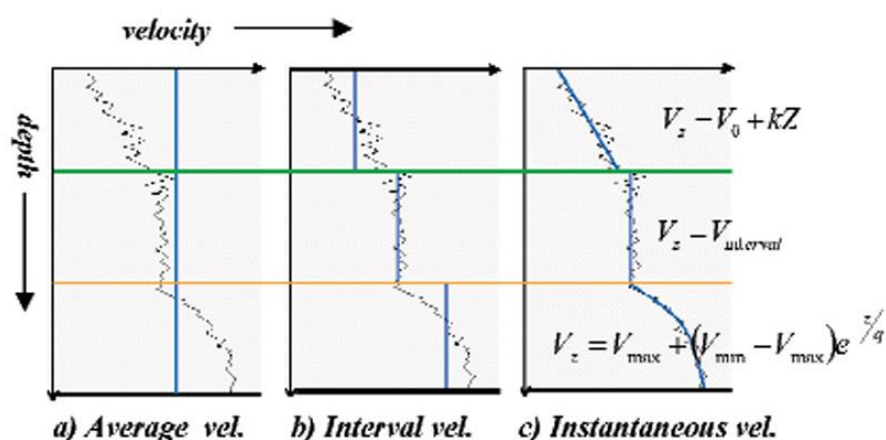 velocity
depth
V_z – V_0 + kZ
V_z – V_interval
V_z = V_max + (V_min – V_max)e^z/q
a) Average vel.
b) Interval vel.
c) Instantaneous vel.